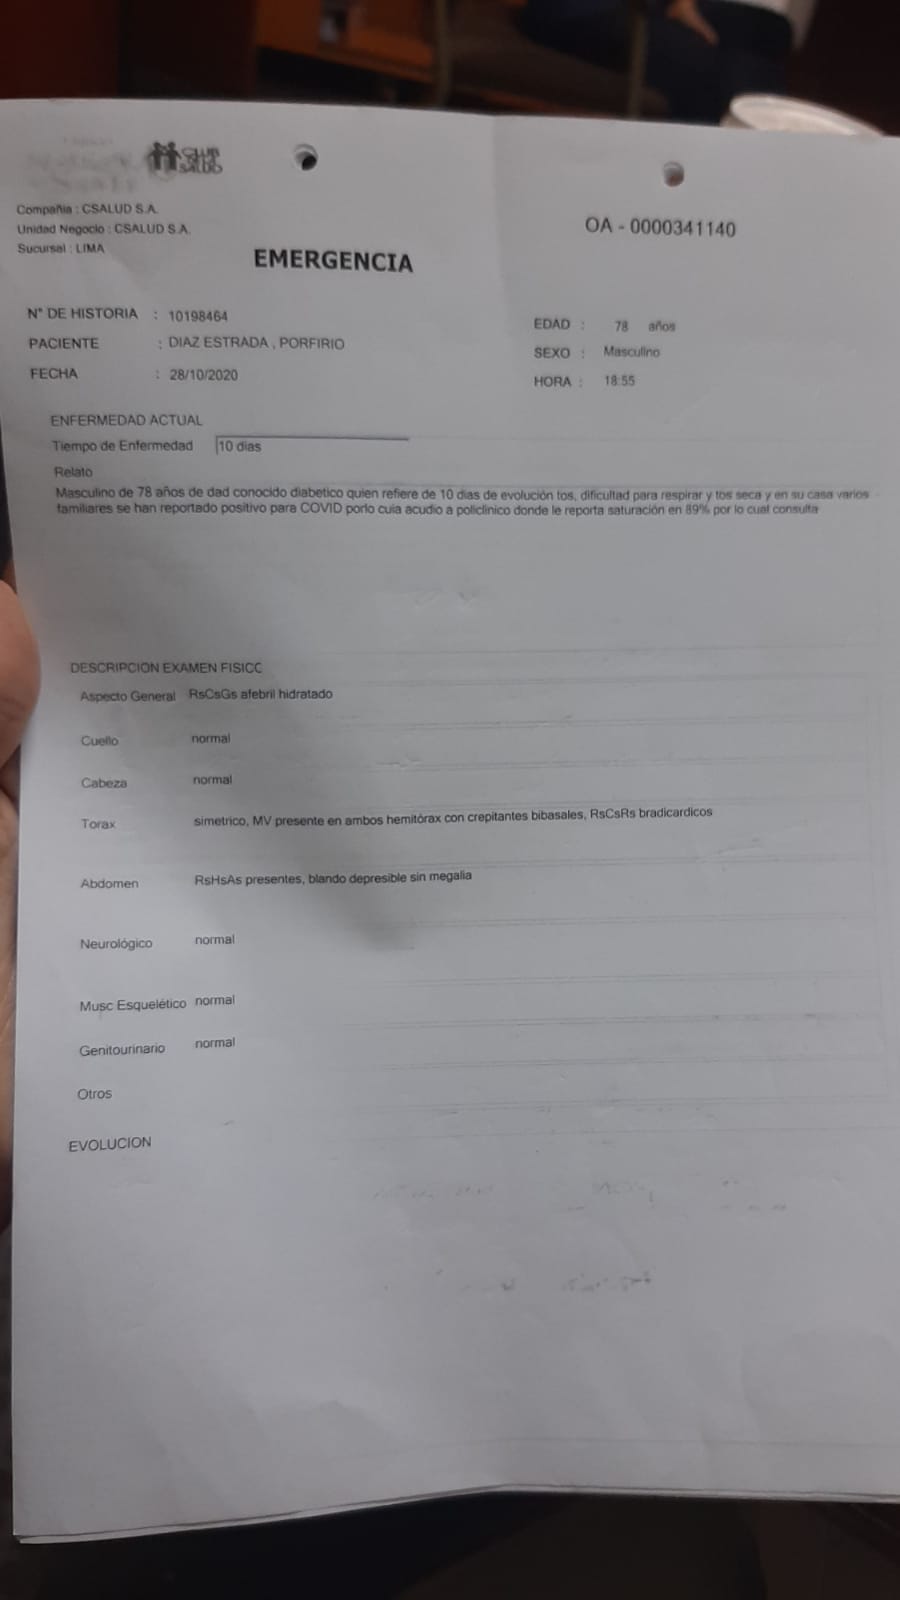 CLUB
SALUD
Compañia : CSALUD S.A.
Unidad Negocio : CSALUD S.A.
Sucursal : LIMA
OA - 0000341140
EMERGENCIA
N° DE HISTORIA : 10198464
EDAD : 78 años
PACIENTE : DIAZ ESTRADA , PORFIRIO
SEXO : Masculino
FECHA : 28/10/2020
HORA : 18:55
ENFERMEDAD ACTUAL
Tiempo de Enfermedad 10 dias
Relato
Masculino de 78 años de dad conocido diabetico quien refiere de 10 dias de evolución tos, dificultad para respirar y tos seca y en su casa varios
familiares se han reportado positivo para COVID porlo cuia acudio a policlinico donde le reporta saturación en 89% por lo cual consulta
DESCRIPCION EXAMEN FISICO
Aspecto General RsCsGs afebril hidratado
Cuello normal
Cabeza normal
Torax simetrico, MV presente en ambos hemitórax con crepitantes bibasales, RsCsRs bradicardicos
Abdomen RsHsAs presentes, blando depresible sin megalia
Neurológico normal
Musc Esquelético normal
Genitourinario normal
Otros
EVOLUCION